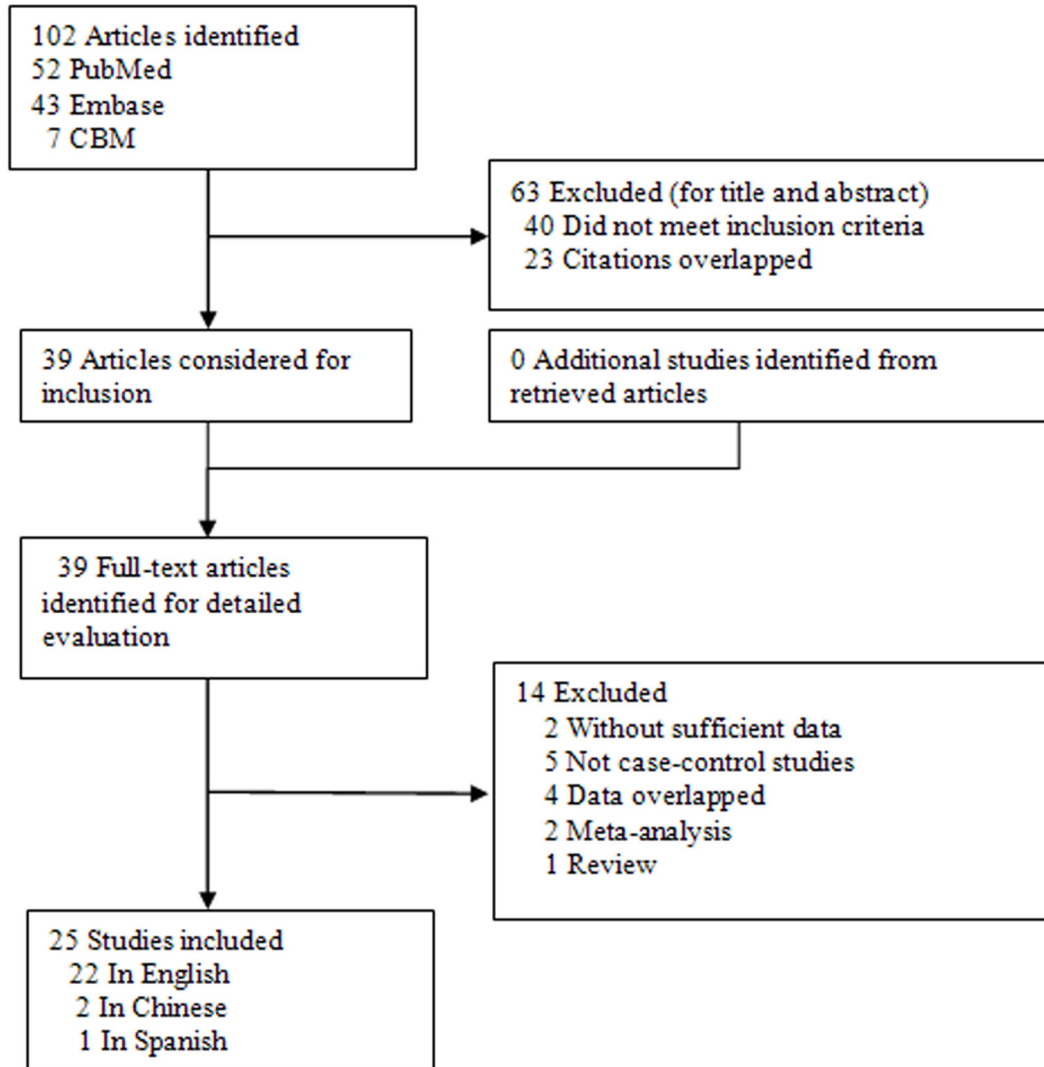 102 Articles identified
52 PubMed
43 Embase
7 CBM
63 Excluded (for title and abstract)
40 Did not meet inclusion criteria
23 Citations overlapped
39 Articles considered for
inclusion
0 Additional studies identified from
retrieved articles
39 Full-text articles
identified for detailed
evaluation
14 Excluded
2 Without sufficient data
5 Not case-control studies
4 Data overlapped
2 Meta-analysis
1 Review
25 Studies included
22 In English
2 In Chinese
1 In Spanish